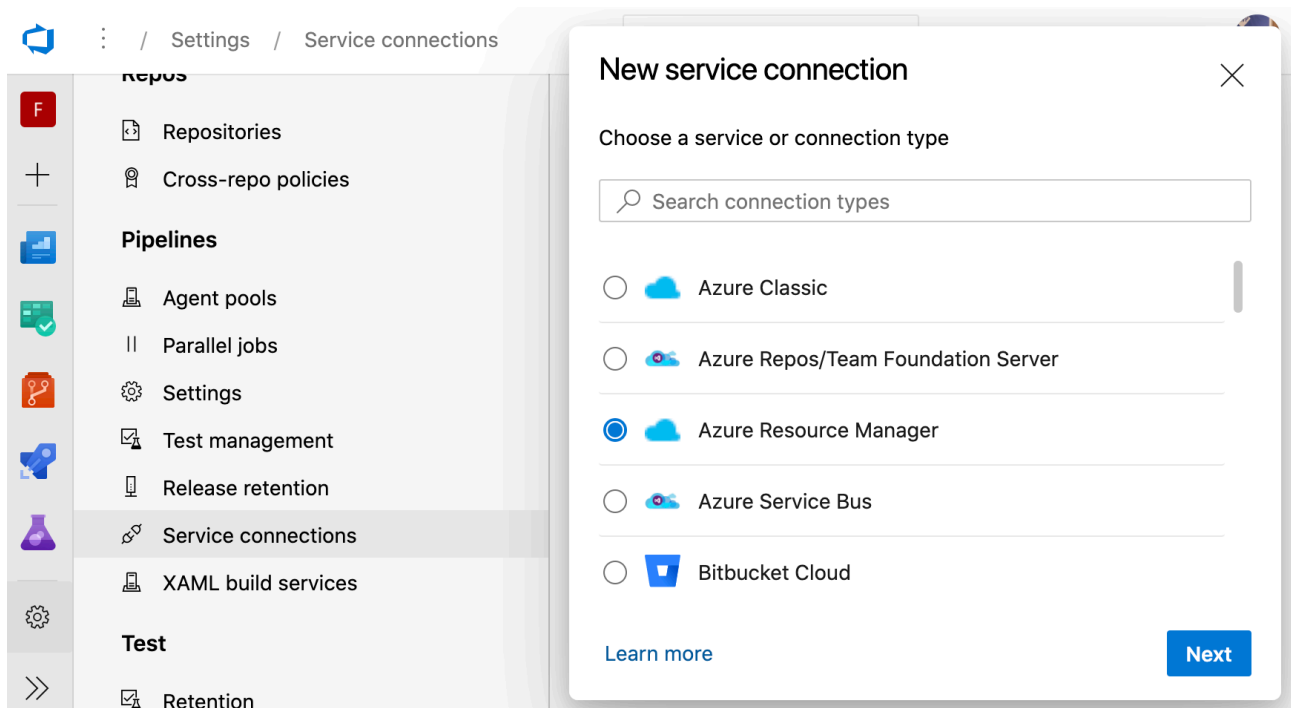 / Settings / Service connections
F
Repos
Repositories
Cross-repo policies
Pipelines
Agent pools
Parallel jobs
Settings
Test management
Release retention
Service connections
XAML build services
Test
Retention
New service connection
Choose a service or connection type
Search connection types
Azure Classic
Azure Repos/Team Foundation Server
Azure Resource Manager
Azure Service Bus
Bitbucket Cloud
Learn more
Next